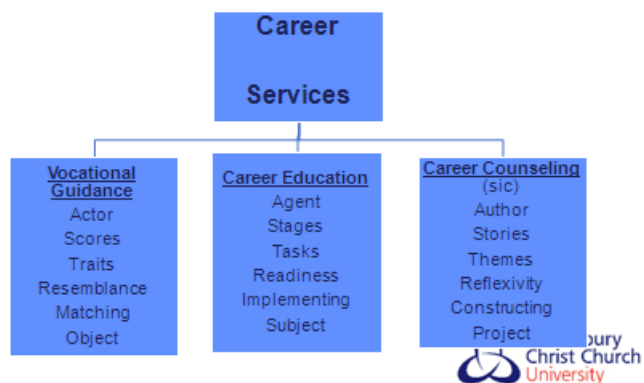 Career
Services
Vocational
Guidance
Actor
Scores
Traits
Resemblance
Matching
Object
Career Education
Agent
Stages
Tasks
Readiness
Implementing
Subject
Career Counseling
(sic)
Author
Stories
Themes
Reflexivity
Constructing
Project
Christ Church
University